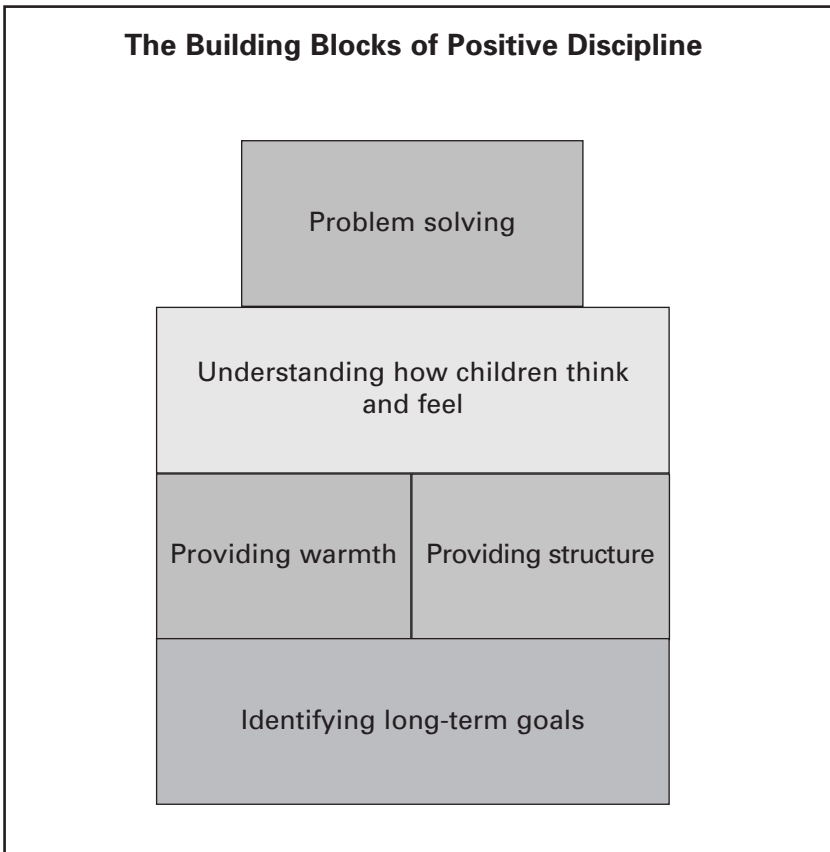 The Building Blocks of Positive Discipline
Problem solving
Understanding how children think
and feel
Providing warmth
Providing structure
Identifying long-term goals